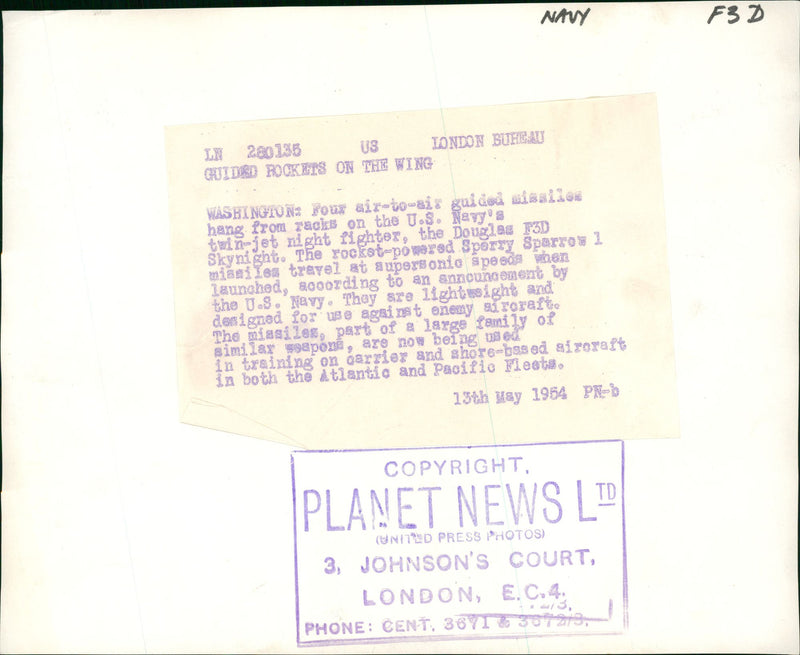 NAVY F3D
LN 280135 US LONDON BUREAU
GUIDED ROCKETS ON THE WING
WASHINGTON: Four air-to-air guided missiles
hang from racks on the U.S. Navy's
twin-jet night fighter, the Douglas F3D
Skynight. The rocket-powered Sperry Sparrow 1
missiles travel at supersonic speeds when
launched, according to an announcement by
the U.S. Navy. They are lightweight and
designed for use against enemy aircraft.
The missiles, part of a large family of
similar weapons, are now being used
in training on carrier and shore-based aircraft
in both the Atlantic and Pacific Fleets.
13th May 1954 PN-b
COPYRIGHT.
PLANET NEWS LTD
(UNITED PRESS PHOTOS)
3, JOHNSON'S COURT,
LONDON, E.C.4.
PHONE: CENT. 3671 & 3672/3.